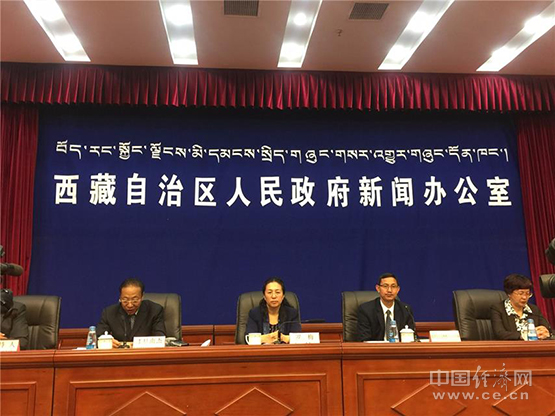 བོད་རང་སྐྱོང་ལྗོངས་མི་དམངས་སྲིད་གཞུང་གསར་འགྱུར་གཞུང་དོན་ཁང་།
西藏自治区人民政府新闻办公室
中国经济网
www.ce.cn